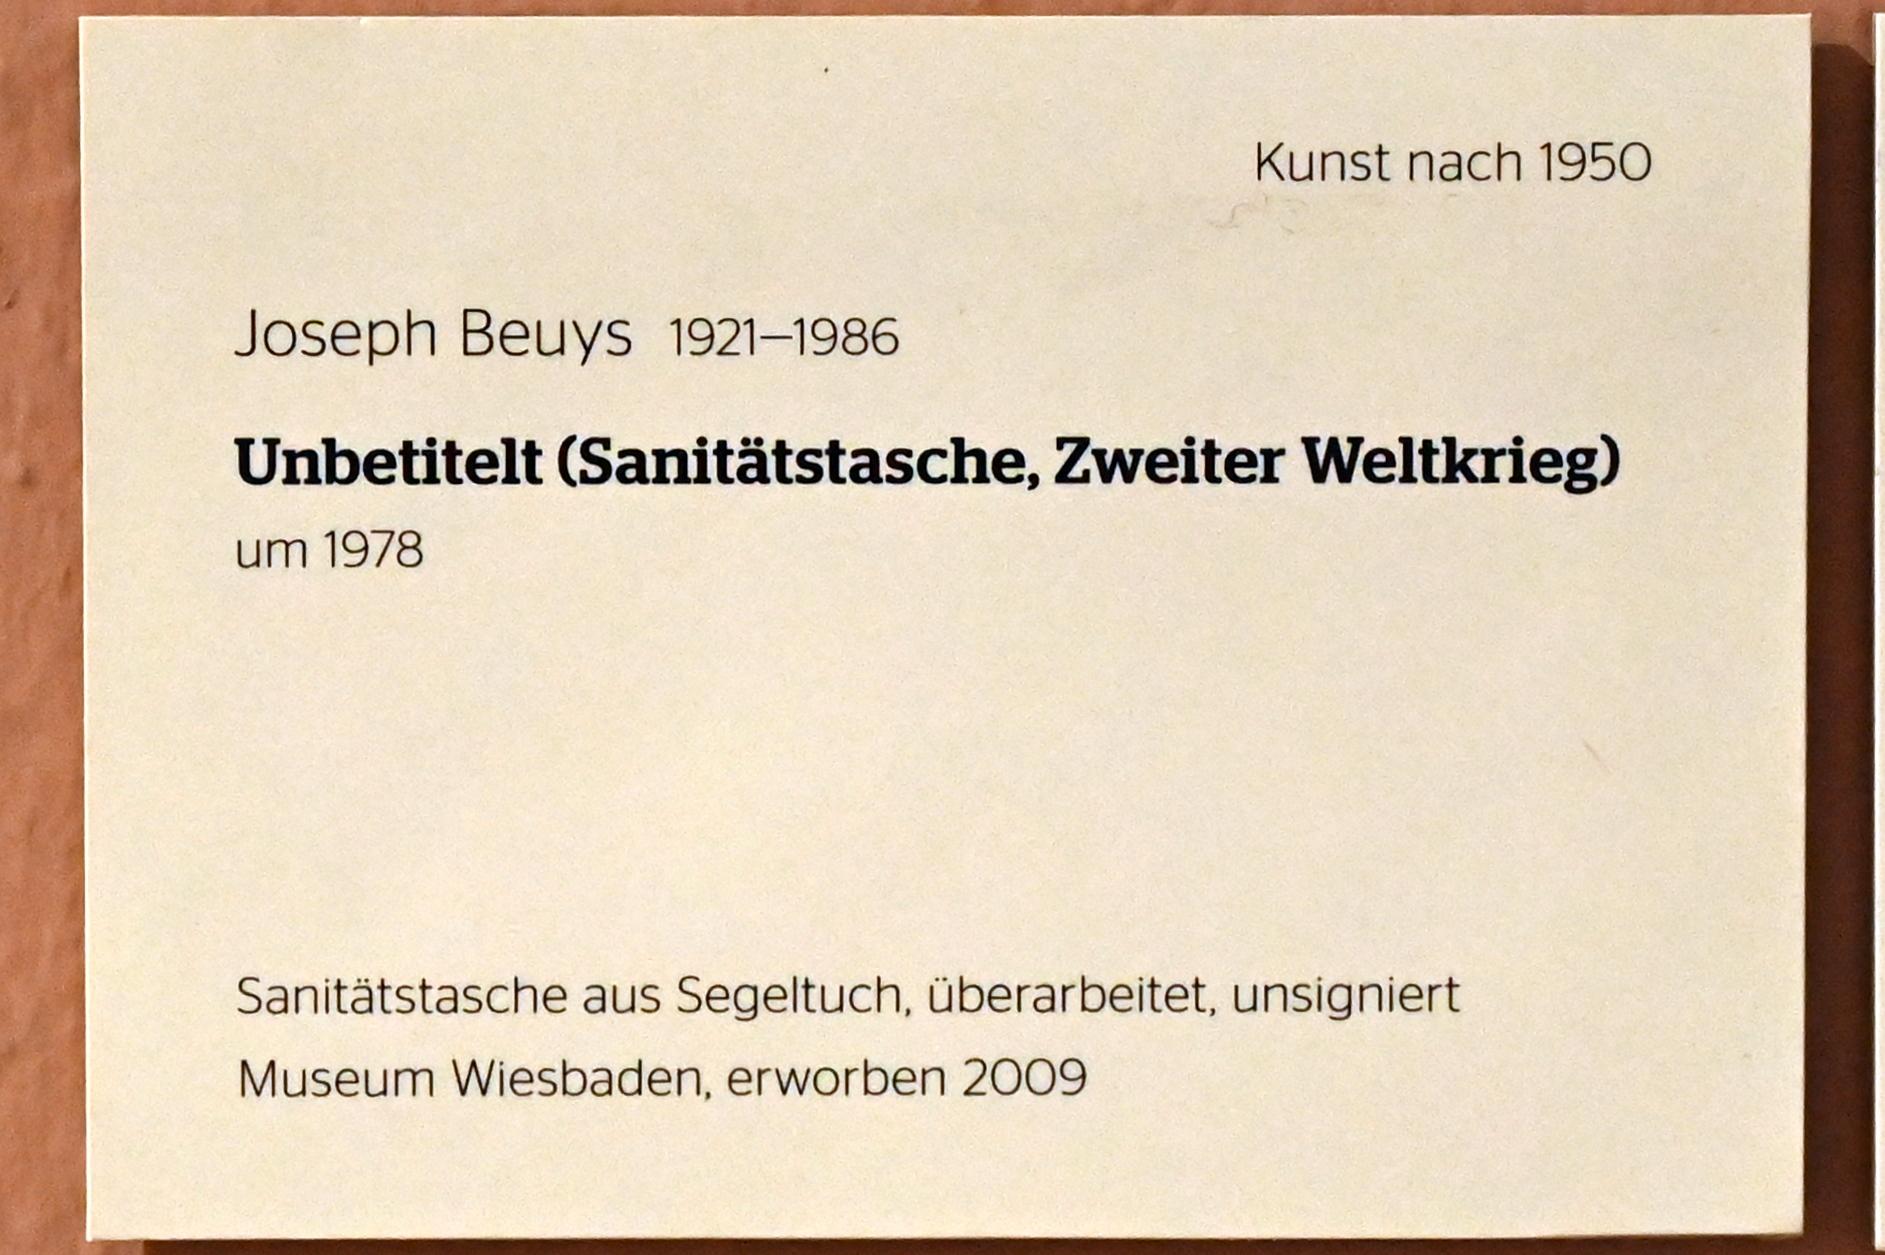 Kunst nach 1950
Joseph Beuys 1921–1986
Unbetitelt (Sanitätstasche, Zweiter Weltkrieg)
um 1978
Sanitätstasche aus Segeltuch, überarbeitet, unsigniert
Museum Wiesbaden, erworben 2009